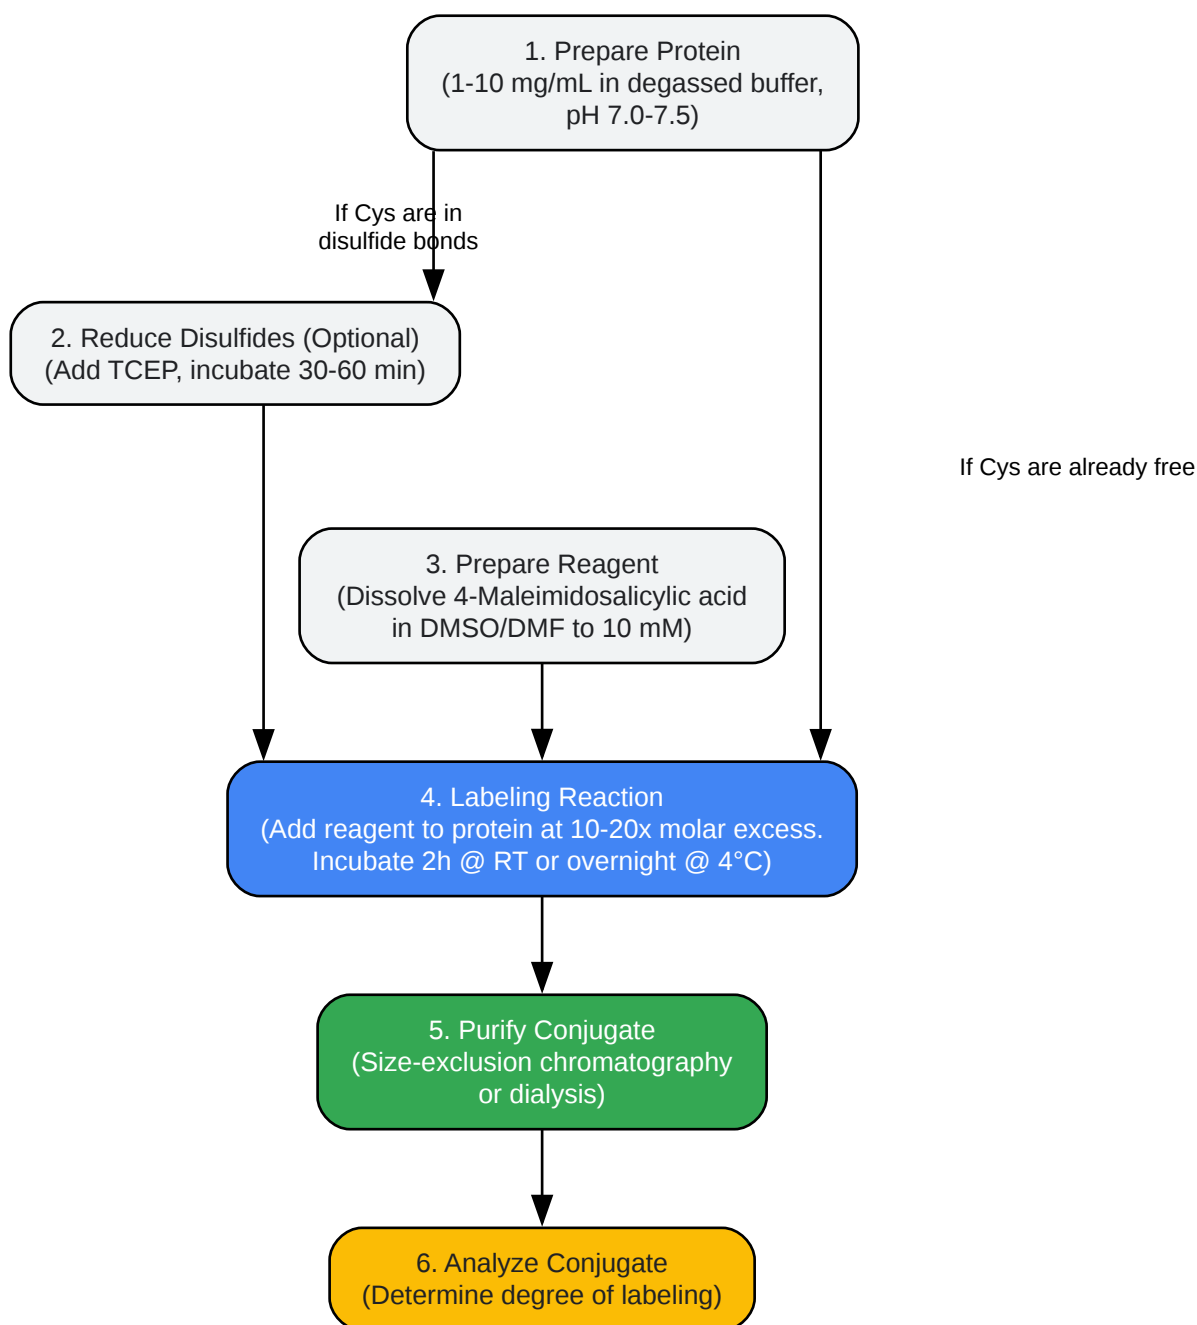 1. Prepare Protein
(1-10 mg/mL in degassed buffer,
pH 7.0-7.5)
If Cys are in
disulfide bonds
2. Reduce Disulfides (Optional)
(Add TCEP, incubate 30-60 min)
If Cys are already free
3. Prepare Reagent
(Dissolve 4-Maleimidosalicylic acid
in DMSO/DMF to 10 mM)
4. Labeling Reaction
(Add reagent to protein at 10-20x molar excess.
Incubate 2h @ RT or overnight @ 4°C)
5. Purify Conjugate
(Size-exclusion chromatography
or dialysis)
6. Analyze Conjugate
(Determine degree of labeling)